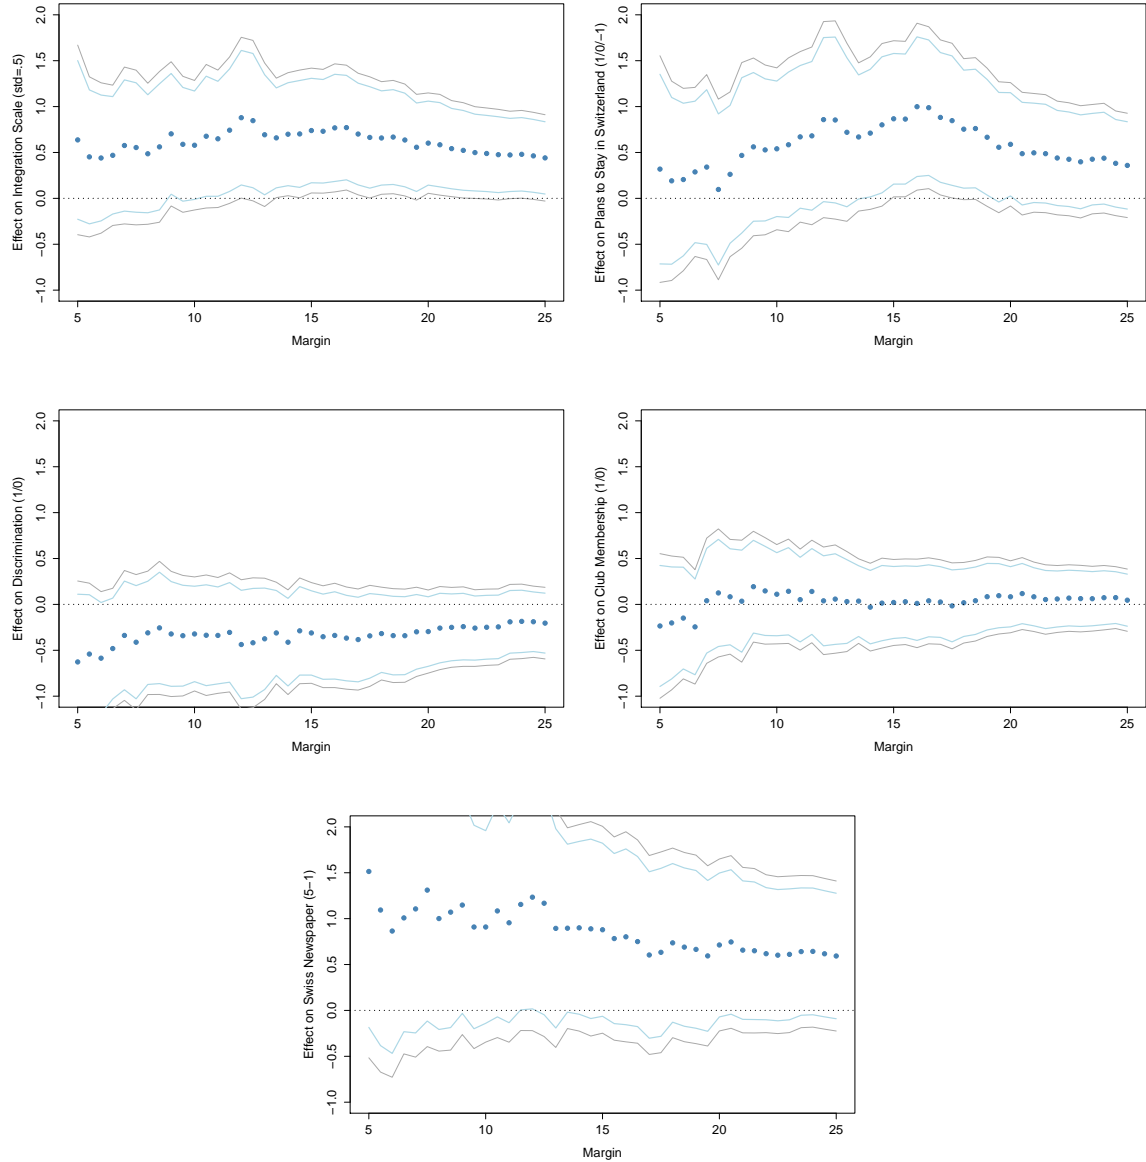 Effect on Integration Scale (std=.5)
2.0
1.5
1.0
0.5
0.0
−0.5
−1.0
5 10 15 20 25
Margin
Effect on Plans to Stay in Switzerland (1/0/−1)
2.0
1.5
1.0
0.5
0.0
−0.5
−1.0
5 10 15 20 25
Margin
Effect on Discrimination (1/0)
2.0
1.5
1.0
0.5
0.0
−0.5
−1.0
5 10 15 20 25
Margin
Effect on Club Membership (1/0)
2.0
1.5
1.0
0.5
0.0
−0.5
−1.0
5 10 15 20 25
Margin
Effect on Swiss Newspaper (5−1)
2.0
1.5
1.0
0.5
0.0
−0.5
−1.0
5 10 15 20 25
Margin